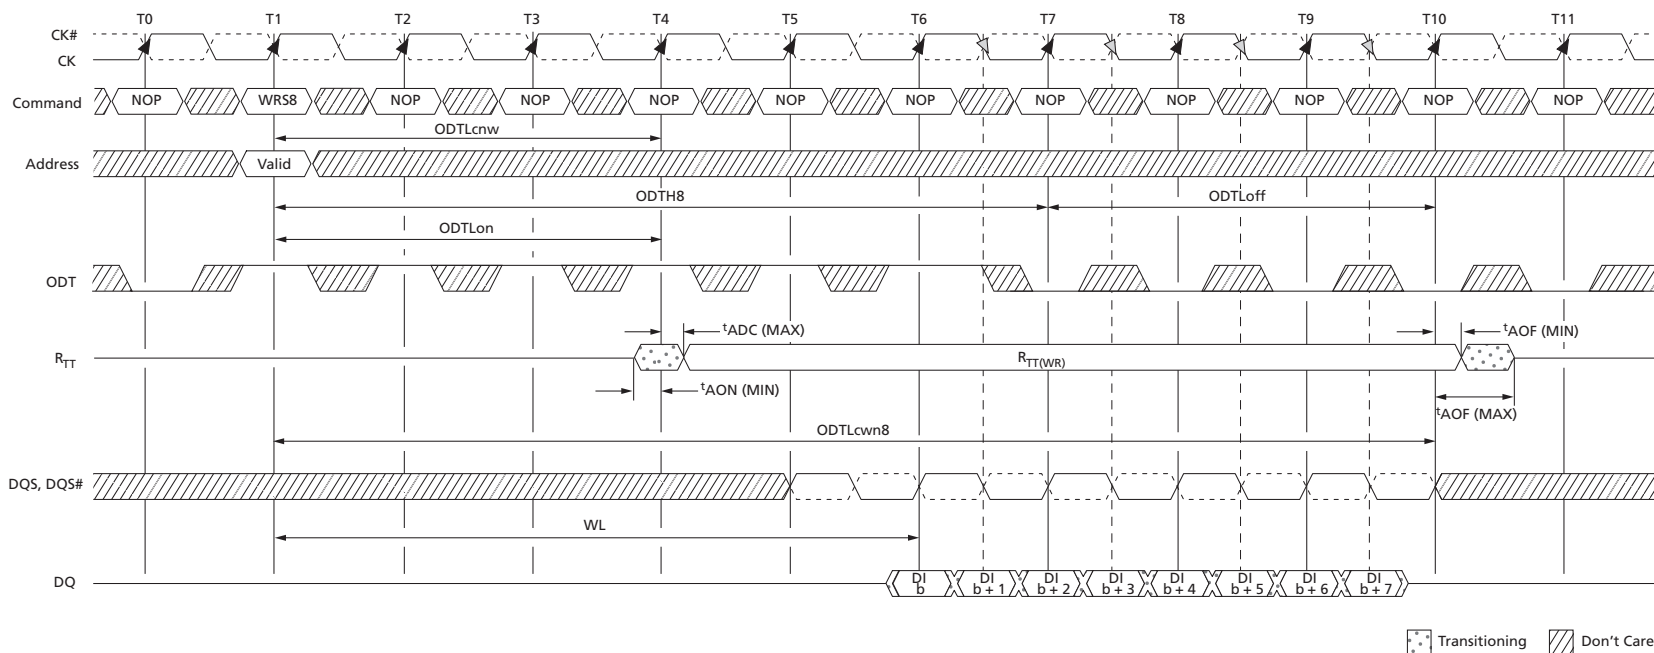 T0 T1 T2 T3 T4 T5 T6 T7 T8 T9 T10 T11
CK#
CK
Command NOP WRS8 NOP NOP NOP NOP NOP NOP NOP NOP NOP NOP
ODTLcnw
Address Valid
ODTH8 ODTLoff
ODTLon
ODT
tADC (MAX) tAOF (MIN)
RTT RTT(WR)
tAON (MIN)
tAOF (MAX)
ODTLcwn8
DQS, DQS#
WL
DQ DI b DI b + 1 DI b + 2 DI b + 3 DI b + 4 DI b + 5 DI b + 6 DI b + 7
Transitioning Don't Care